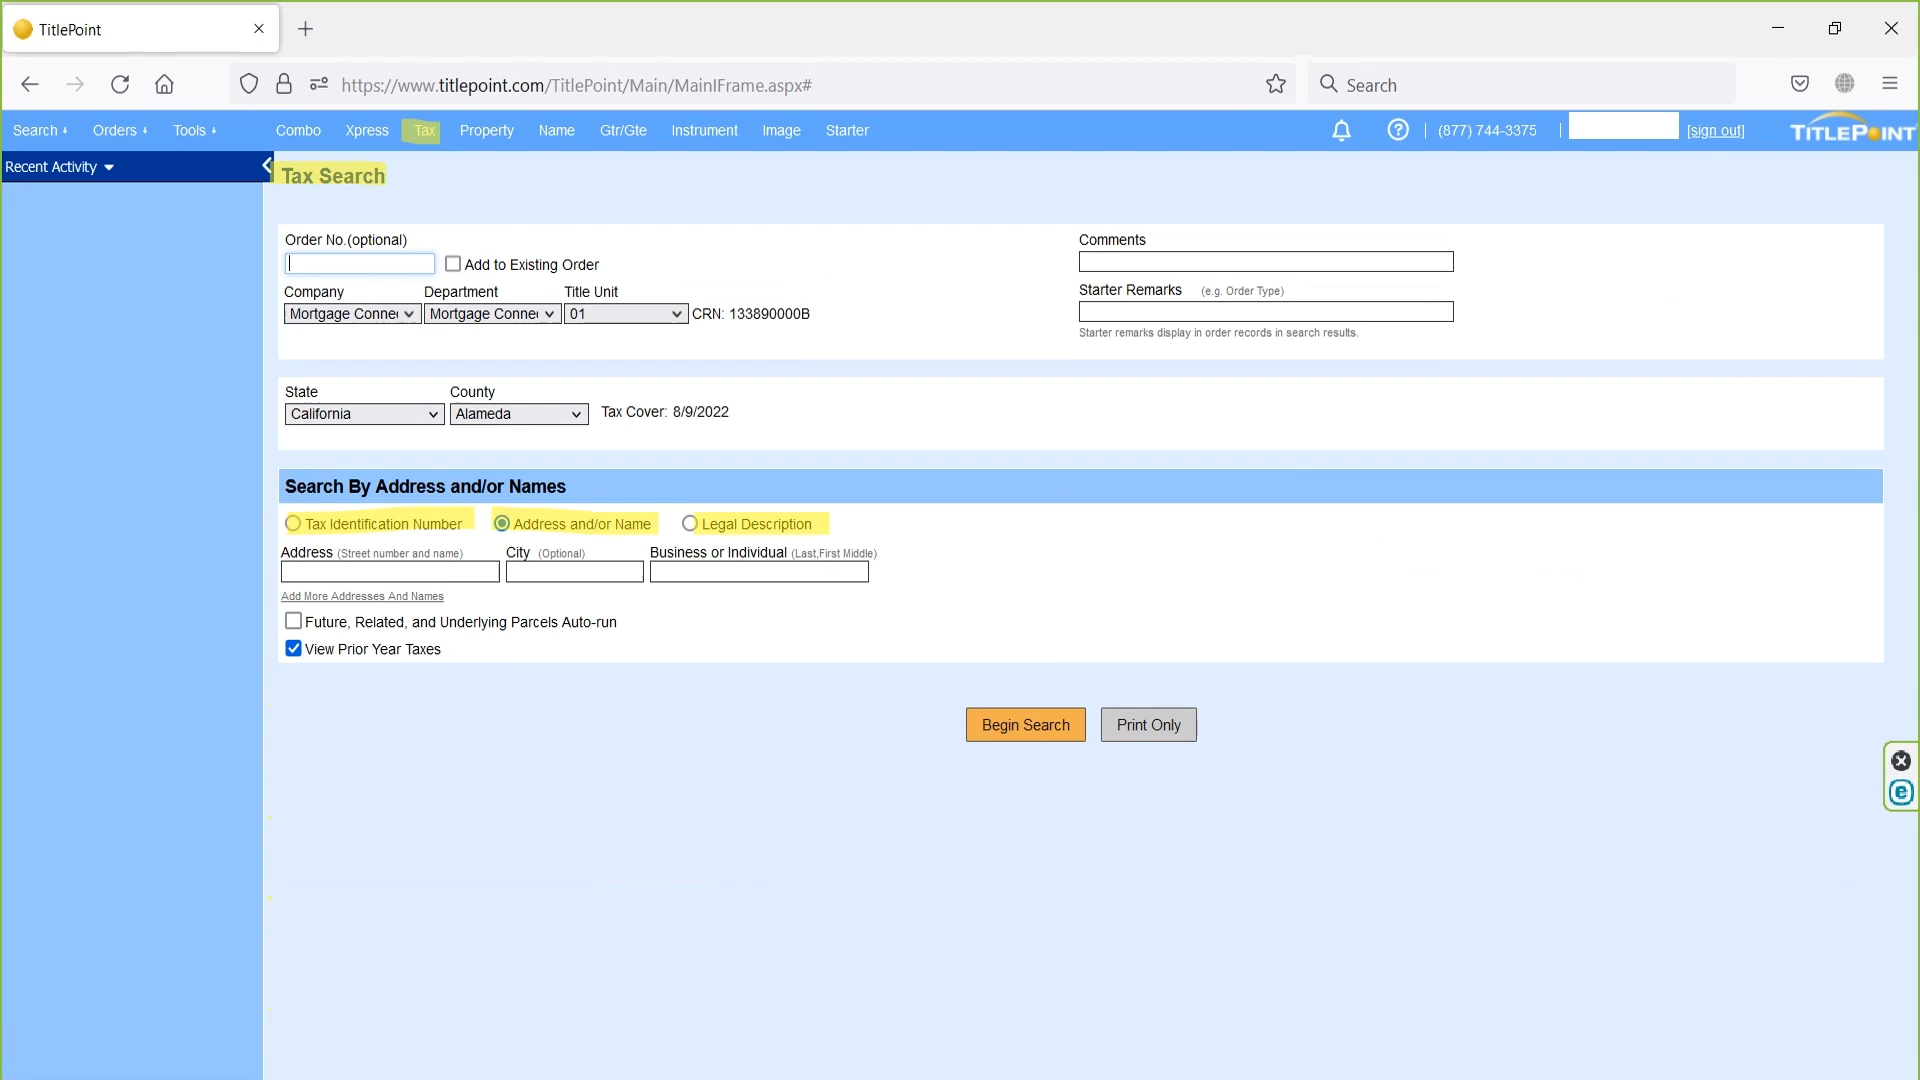 TitlePoint
https://www.titlepoint.com/TitlePoint/Main/MainIFrame.aspx#
Search
Search Orders Tools Combo Xpress Tax Property Name Gtr/Gte Instrument Image Starter (877) 744-3375 [sign out] TITLEPOINT
Recent Activity
Tax Search
Order No.(optional)
Add to Existing Order
Company Department Title Unit
Mortgage Connec Mortgage Connec 01 CRN: 133890000B
Comments
Starter Remarks (e.g. Order Type)
Starter remarks display in order records in search results.
State County
California Alameda Tax Cover: 8/9/2022
Search By Address and/or Names
Tax Identification Number Address and/or Name Legal Description
Address (Street number and name) City (Optional) Business or Individual (Last,First Middle)
Add More Addresses And Names
Future, Related, and Underlying Parcels Auto-run
View Prior Year Taxes
Begin Search Print Only